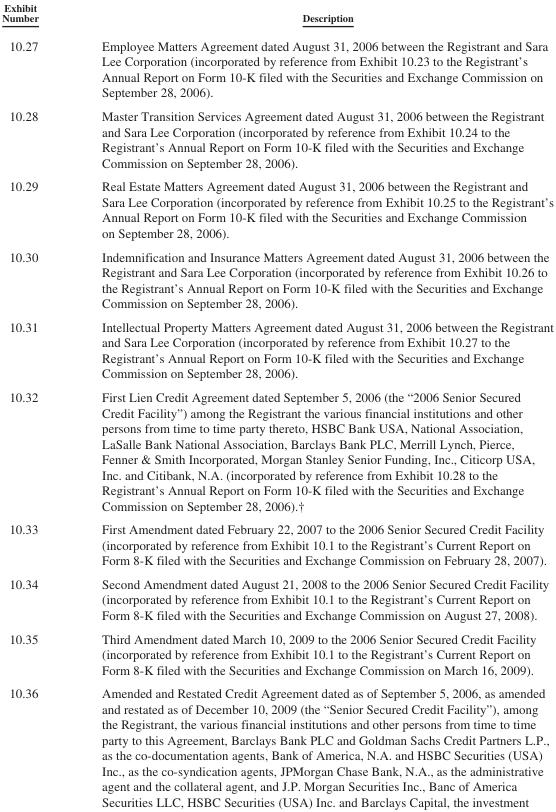 Exhibit
Number Description
10.27 Employee Matters Agreement dated August 31, 2006 between the Registrant and Sara
Lee Corporation (incorporated by reference from Exhibit 10.23 to the Registrant's
Annual Report on Form 10-K filed with the Securities and Exchange Commission on
September 28, 2006).
10.28 Master Transition Services Agreement dated August 31, 2006 between the Registrant
and Sara Lee Corporation (incorporated by reference from Exhibit 10.24 to the
Registrant's Annual Report on Form 10-K filed with the Securities and Exchange
Commission on September 28, 2006).
10.29 Real Estate Matters Agreement dated August 31, 2006 between the Registrant and
Sara Lee Corporation (incorporated by reference from Exhibit 10.25 to the Registrant's
Annual Report on Form 10-K filed with the Securities and Exchange Commission
on September 28, 2006).
10.30 Indemnification and Insurance Matters Agreement dated August 31, 2006 between the
Registrant and Sara Lee Corporation (incorporated by reference from Exhibit 10.26 to
the Registrant's Annual Report on Form 10-K filed with the Securities and Exchange
Commission on September 28, 2006).
10.31 Intellectual Property Matters Agreement dated August 31, 2006 between the Registrant
and Sara Lee Corporation (incorporated by reference from Exhibit 10.27 to the
Registrant's Annual Report on Form 10-K filed with the Securities and Exchange
Commission on September 28, 2006).
10.32 First Lien Credit Agreement dated September 5, 2006 (the “2006 Senior Secured
Credit Facility”) among the Registrant the various financial institutions and other
persons from time to time party thereto, HSBC Bank USA, National Association,
LaSalle Bank National Association, Barclays Bank PLC, Merrill Lynch, Pierce,
Fenner & Smith Incorporated, Morgan Stanley Senior Funding, Inc., Citicorp USA,
Inc. and Citibank, N.A. (incorporated by reference from Exhibit 10.28 to the
Registrant's Annual Report on Form 10-K filed with the Securities and Exchange
Commission on September 28, 2006).†
10.33 First Amendment dated February 22, 2007 to the 2006 Senior Secured Credit Facility
(incorporated by reference from Exhibit 10.1 to the Registrant's Current Report on
Form 8-K filed with the Securities and Exchange Commission on February 28, 2007).
10.34 Second Amendment dated August 21, 2008 to the 2006 Senior Secured Credit Facility
(incorporated by reference from Exhibit 10.1 to the Registrant's Current Report on
Form 8-K filed with the Securities and Exchange Commission on August 27, 2008).
10.35 Third Amendment dated March 10, 2009 to the 2006 Senior Secured Credit Facility
(incorporated by reference from Exhibit 10.1 to the Registrant's Current Report on
Form 8-K filed with the Securities and Exchange Commission on March 16, 2009).
10.36 Amended and Restated Credit Agreement dated as of September 5, 2006, as amended
and restated as of December 10, 2009 (the “Senior Secured Credit Facility”), among
the Registrant, the various financial institutions and other persons from time to time
party to this Agreement, Barclays Bank PLC and Goldman Sachs Credit Partners L.P.,
as the co-documentation agents, Bank of America, N.A. and HSBC Securities (USA)
Inc., as the co-syndication agents, JPMorgan Chase Bank, N.A., as the administrative
agent and the collateral agent, and J.P. Morgan Securities Inc., Banc of America
Securities LLC, HSBC Securities (USA) Inc. and Barclays Capital, the investment